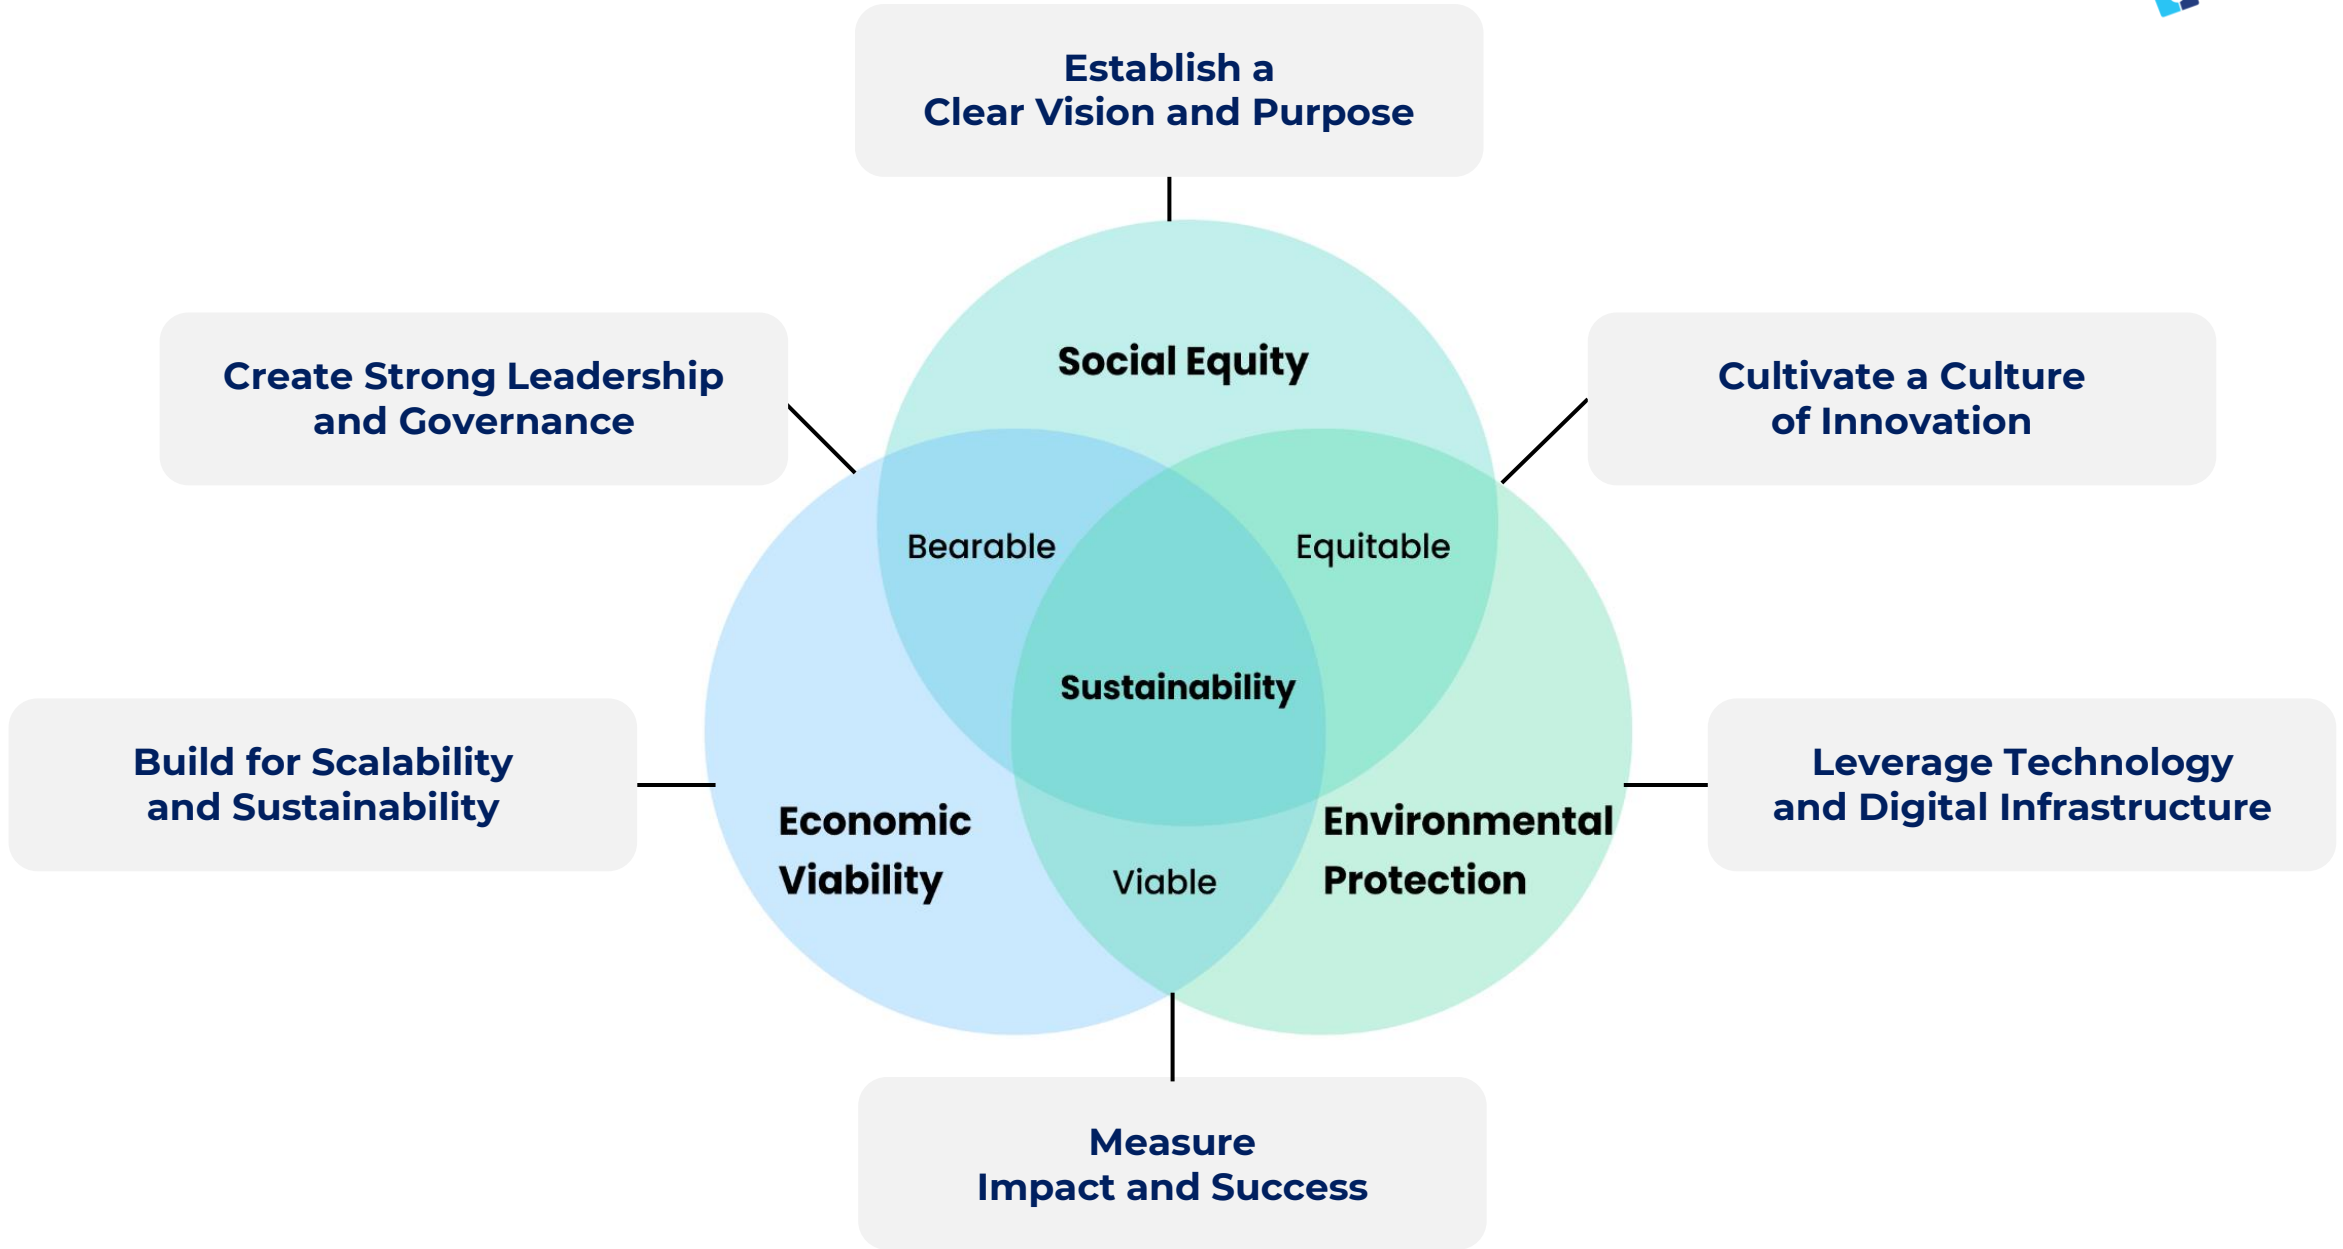 Establish a
Clear Vision and Purpose
Create Strong Leadership
and Governance
Cultivate a Culture
of Innovation
Social Equity
Bearable
Equitable
Sustainability
Build for Scalability
and Sustainability
Leverage Technology
and Digital Infrastructure
Economic
Viability
Viable
Environmental
Protection
Measure
Impact and Success